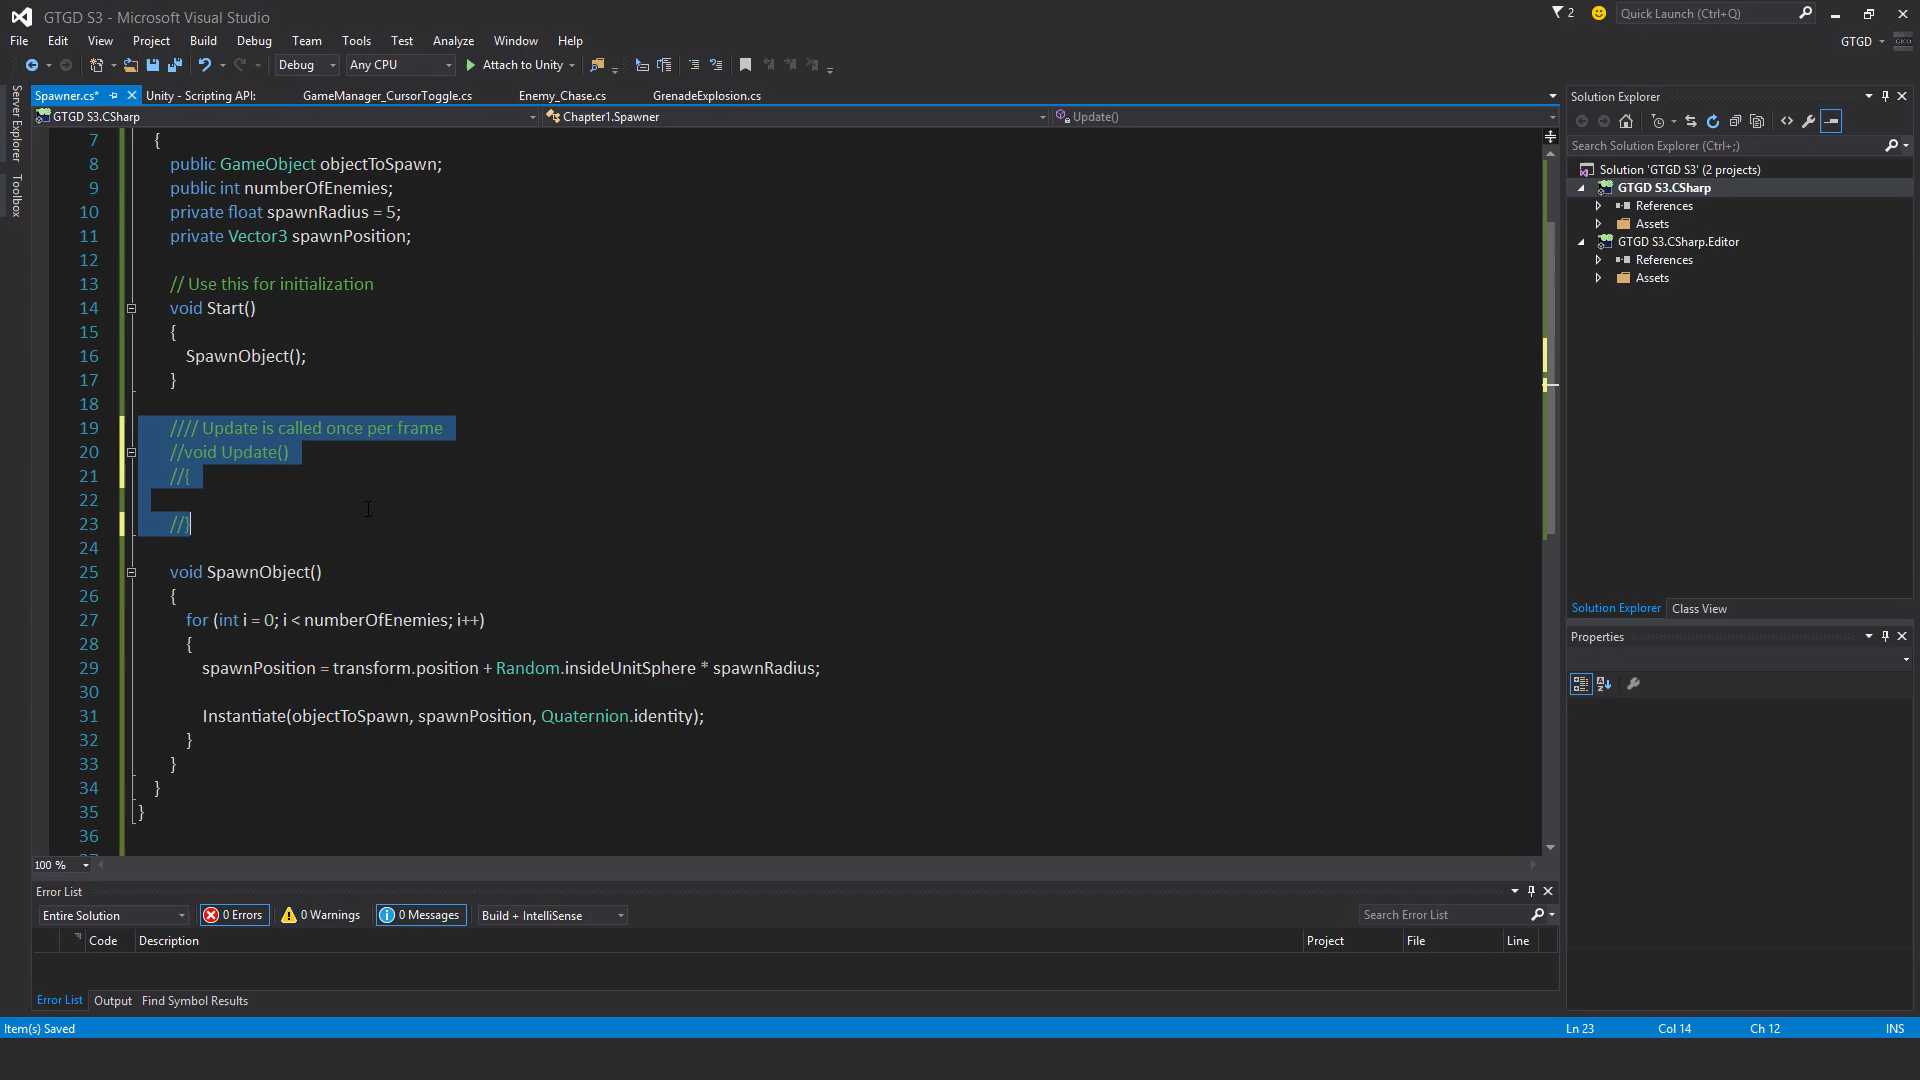 GTGD S3 - Microsoft Visual Studio
2
Quick Launch (Ctrl+Q)
File Edit View Project Build Debug Team Tools Test Analyze Window Help
GTGD
Debug
Any CPU
Attach to Unity
Server Explorer
Toolbox
Spawner.cs*
Unity - Scripting API:
GameManager_CursorToggle.cs
Enemy_Chase.cs
GrenadeExplosion.cs
GTGD S3.CSharp
Chapter1.Spawner
Update()
7 {
8 public GameObject objectToSpawn;
9 public int numberOfEnemies;
10 private float spawnRadius = 5;
11 private Vector3 spawnPosition;
12
13 // Use this for initialization
14 void Start()
15 {
16 SpawnObject();
17 }
18
19 //// Update is called once per frame
20 //void Update()
21 //{
22
23 //}
24
25 void SpawnObject()
26 {
27 for (int i = 0; i < numberOfEnemies; i++)
28 {
29 spawnPosition = transform.position + Random.insideUnitSphere * spawnRadius;
30
31 Instantiate(objectToSpawn, spawnPosition, Quaternion.identity);
32 }
33 }
34 }
35 }
36
100 %
Solution Explorer
Search Solution Explorer (Ctrl+;)
Solution 'GTGD S3' (2 projects)
GTGD S3.CSharp
References
Assets
GTGD S3.CSharp.Editor
References
Assets
Solution Explorer Class View
Properties
Error List
Entire Solution
0 Errors
0 Warnings
0 Messages
Build + IntelliSense
Search Error List
Code Description Project File Line
Error List Output Find Symbol Results
Item(s) Saved
Ln 23 Col 14 Ch 12 INS